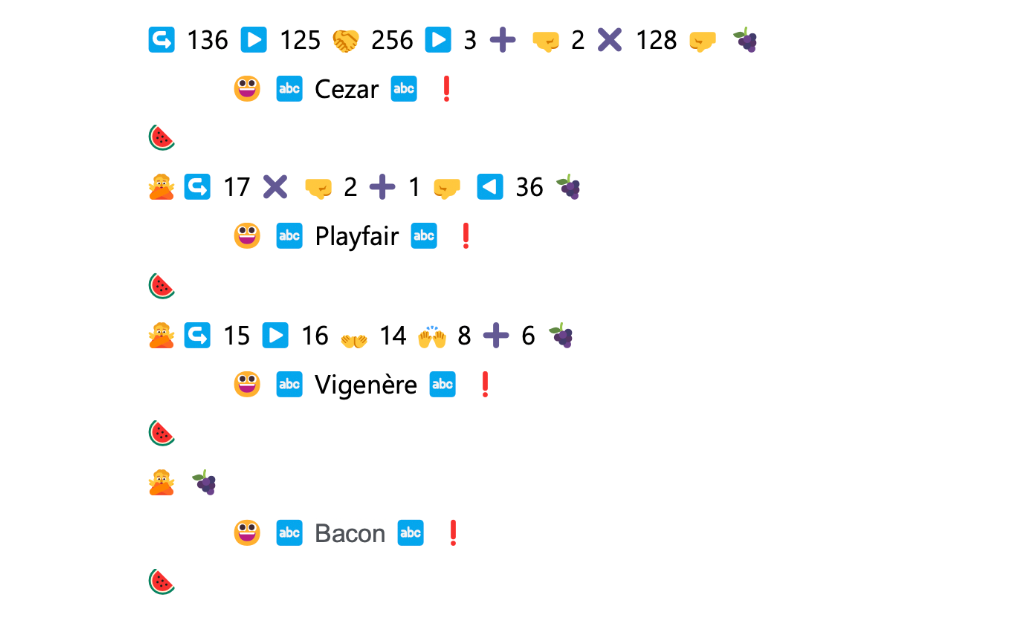 ↪️ 136 ▶️ 125 🤝 256 ▶️ 3 ➕ 🤜 2 ✖️ 128 🤛 🍇
😀 🔤 Cezar 🔤 ❗
🍉
🙅 ↪️ 17 ✖️ 🤜 2 ➕ 1 🤛 ◀️ 36 🍇
😀 🔤 Playfair 🔤 ❗
🍉
🙅 ↪️ 15 ▶️ 16 👐 14 🙌 8 ➕ 6 🍇
😀 🔤 Vigenère 🔤 ❗
🍉
🙅 🍇
😀 🔤 Bacon 🔤 ❗
🍉